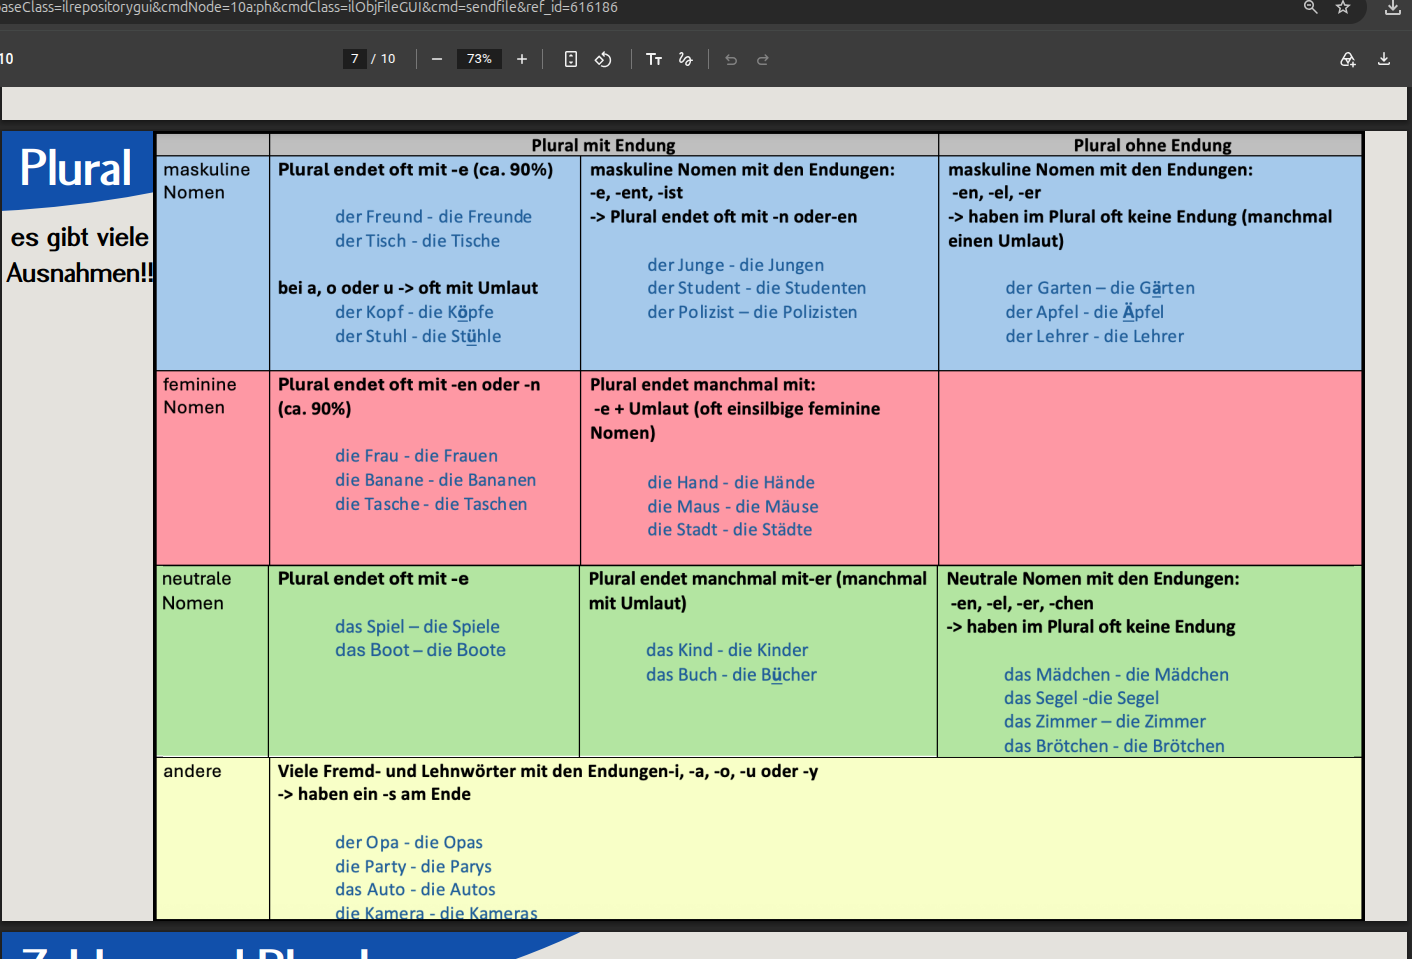 baseClass=ilrepositorygui&cmdNode=10a:ph&cmdClass=ilObjFileGUI&cmd=sendfile&ref_id=616186
10
7 / 10
73%
Plural
es gibt viele
Ausnahmen!!
Plural mit Endung
Plural ohne Endung
maskuline
Nomen
Plural endet oft mit -e (ca. 90%)
der Freund - die Freunde
der Tisch - die Tische
bei a, o oder u -> oft mit Umlaut
der Kopf - die Köpfe
der Stuhl - die Stühle
maskuline Nomen mit den Endungen:
-e, -ent, -ist
-> Plural endet oft mit -n oder-en
der Junge - die Jungen
der Student - die Studenten
der Polizist – die Polizisten
maskuline Nomen mit den Endungen:
-en, -el, -er
-> haben im Plural oft keine Endung (manchmal
einen Umlaut)
der Garten – die Gärten
der Apfel - die Äpfel
der Lehrer - die Lehrer
feminine
Nomen
Plural endet oft mit -en oder -n
(ca. 90%)
die Frau - die Frauen
die Banane - die Bananen
die Tasche - die Taschen
Plural endet manchmal mit:
-e + Umlaut (oft einsilbige feminine
Nomen)
die Hand - die Hände
die Maus - die Mäuse
die Stadt - die Städte
neutrale
Nomen
Plural endet oft mit -e
das Spiel – die Spiele
das Boot – die Boote
Plural endet manchmal mit-er (manchmal
mit Umlaut)
das Kind - die Kinder
das Buch - die Bücher
Neutrale Nomen mit den Endungen:
-en, -el, -er, -chen
-> haben im Plural oft keine Endung
das Mädchen - die Mädchen
das Segel -die Segel
das Zimmer – die Zimmer
das Brötchen - die Brötchen
andere
Viele Fremd- und Lehnwörter mit den Endungen-i, -a, -o, -u oder -y
-> haben ein -s am Ende
der Opa - die Opas
die Party - die Parys
das Auto - die Autos
die Kamera - die Kameras